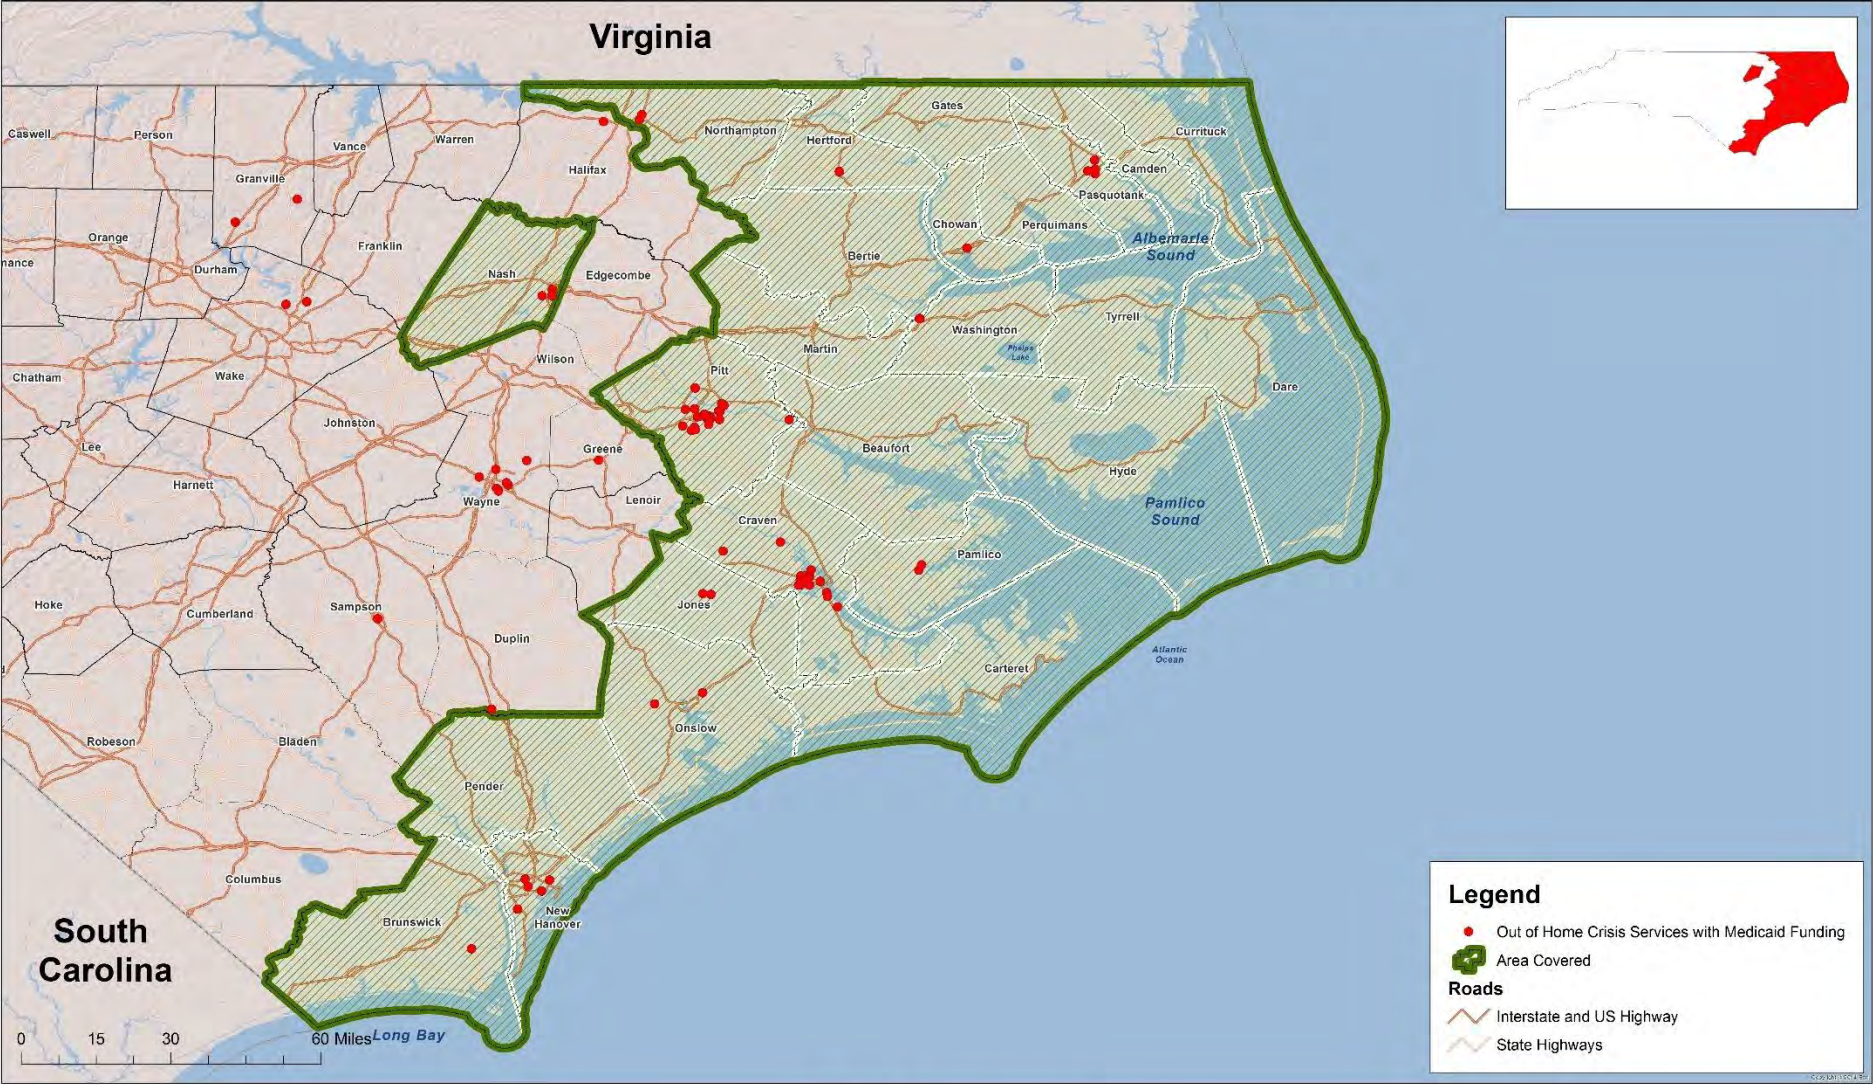 Virginia
Gates
Northampton
Currituck
Caswell
Person
Vance
Warren
Hertford
Halifax
Camden
Granville
Pasquotank
Chowan
Perquimans
Orange
Franklin
Albemarle
Sound
Bertie
Durham
Nash
Edgecombe
Tyrrell
Washington
Martin
Phelps
Lake
Wilson
Chatham
Wake
Pitt
Dare
Johnston
Lee
Greene
Beaufort
Hyde
Harnett
Wayne
Lenoir
Pamlico
Sound
Craven
Pamlico
Hoke
Cumberland
Sampson
Jones
Duplin
Atlantic
Ocean
Carteret
Onslow
Robeson
Bladen
Pender
Columbus
Brunswick
New
Hanover
South
Carolina
Long Bay
0 15 30 60 Miles
Legend
Out of Home Crisis Services with Medicaid Funding
Area Covered
Roads
Interstate and US Highway
State Highways